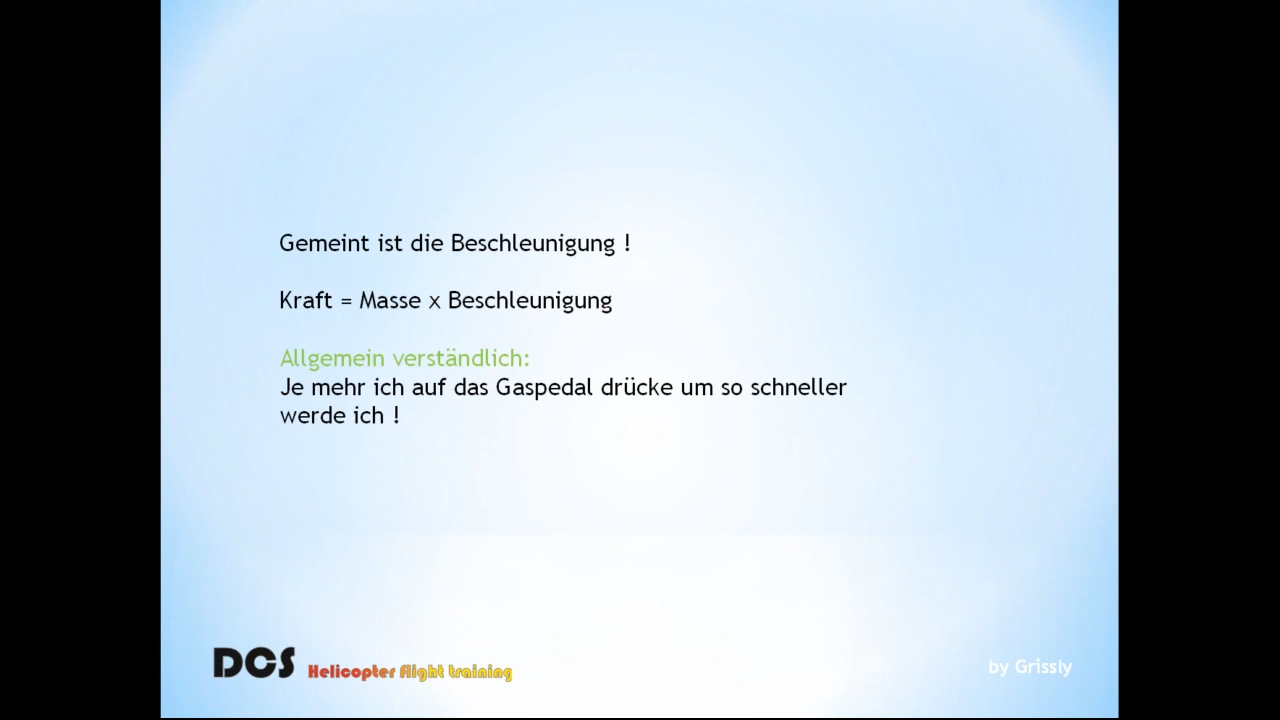 Gemeint ist die Beschleunigung !
Kraft = Masse x Beschleunigung
Allgemein verständlich:
Je mehr ich auf das Gaspedal drücke um so schneller
werde ich !
DCS Helicopter flight training
by Grissly